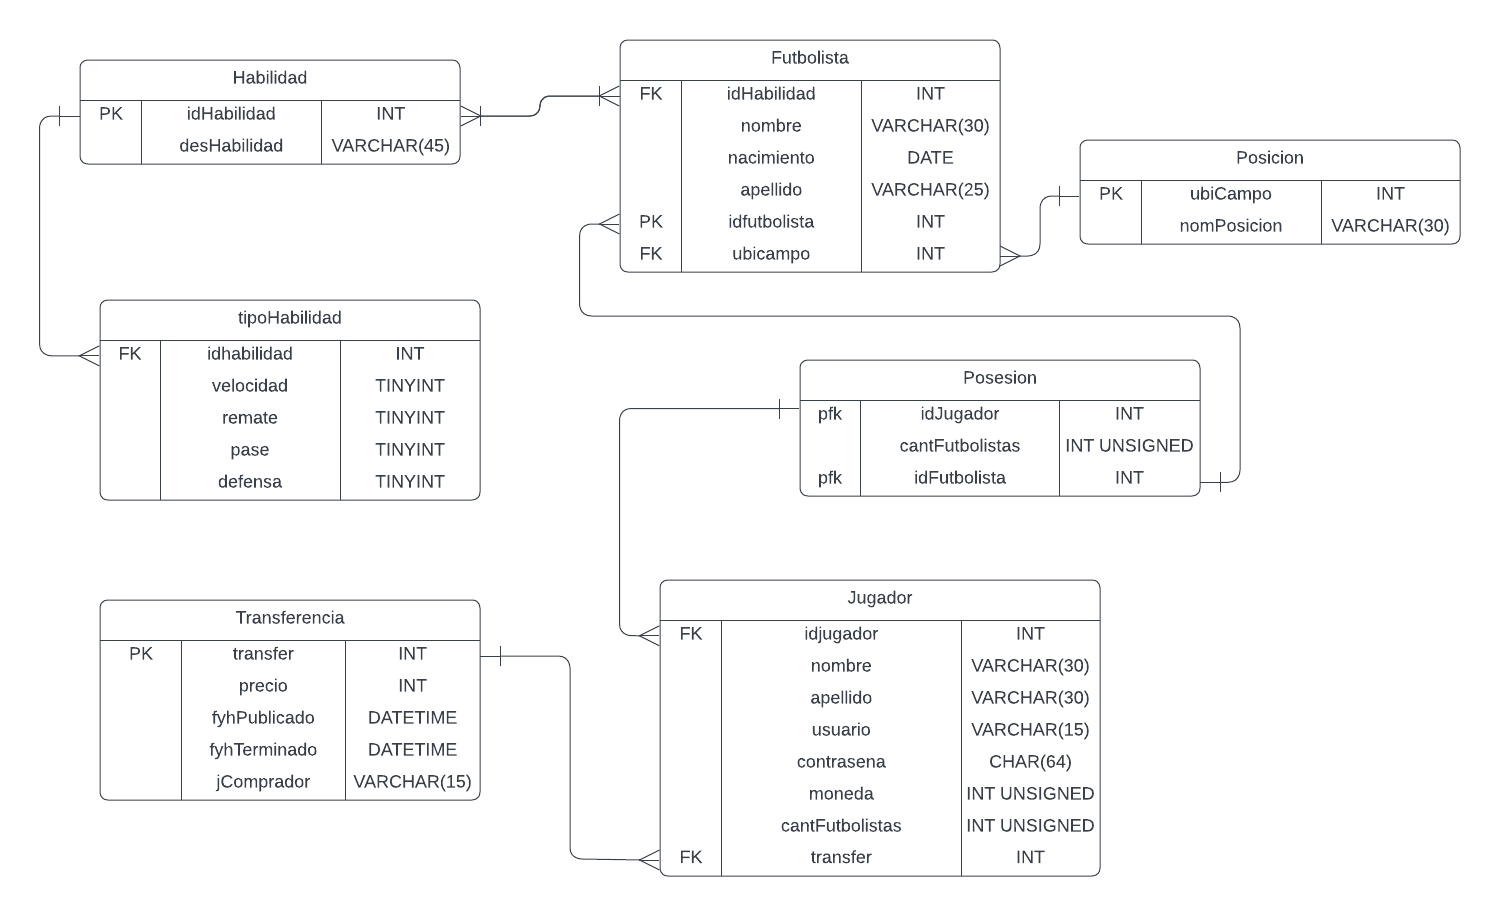 Habilidad
PK idHabilidad INT
desHabilidad VARCHAR(45)
Futbolista
FK idHabilidad INT
nombre VARCHAR(30)
nacimiento DATE
apellido VARCHAR(25)
PK idfutbolista INT
FK ubicampo INT
Posicion
PK ubiCampo INT
nomPosicion VARCHAR(30)
tipoHabilidad
FK idhabilidad INT
velocidad TINYINT
remate TINYINT
pase TINYINT
defensa TINYINT
Posesion
pfk idJugador INT
cantFutbolistas INT UNSIGNED
pfk idFutbolista INT
Transferencia
PK transfer INT
precio INT
fyhPublicado DATETIME
fyhTerminado DATETIME
jComprador VARCHAR(15)
Jugador
FK idjugador INT
nombre VARCHAR(30)
apellido VARCHAR(30)
usuario VARCHAR(15)
contrasena CHAR(64)
moneda INT UNSIGNED
cantFutbolistas INT UNSIGNED
FK transfer INT